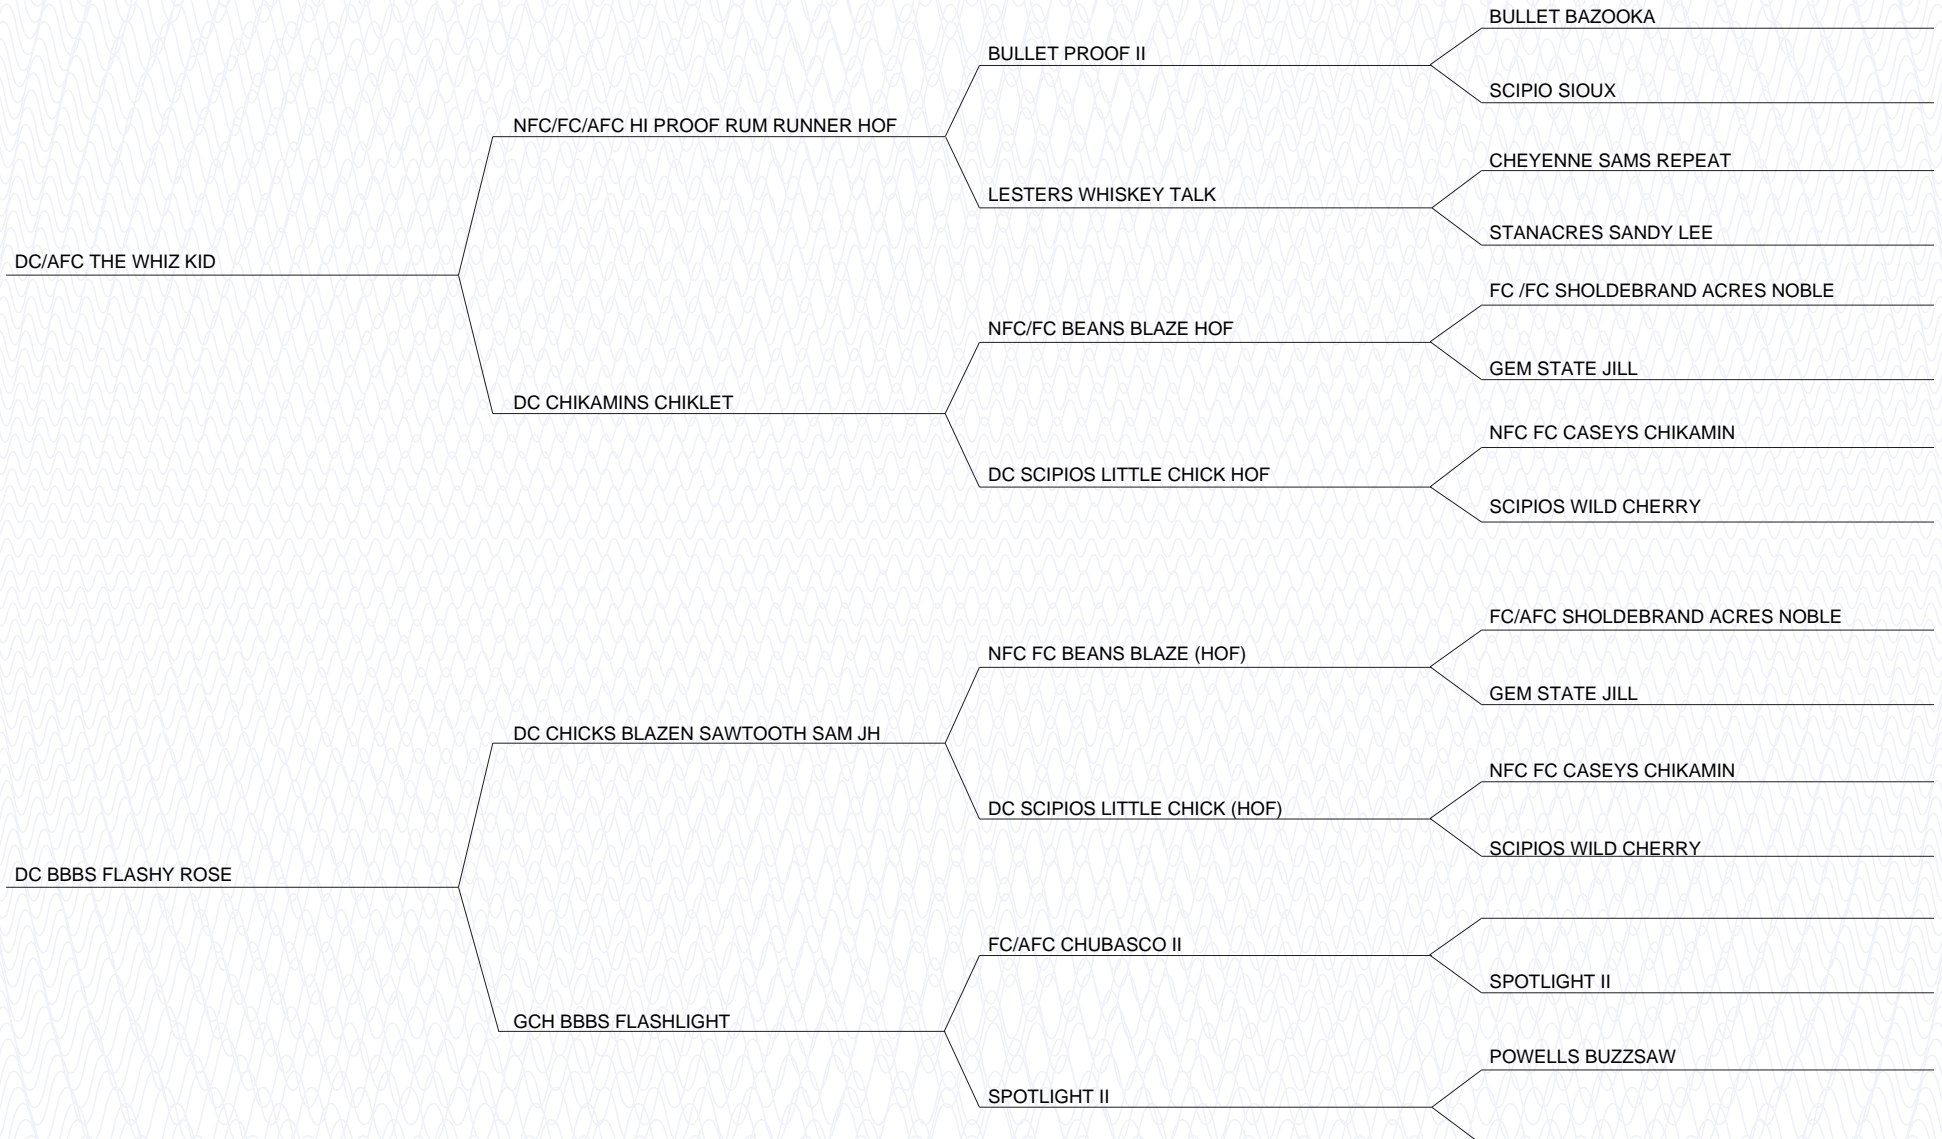 BULLET BAZOOKA
BULLET PROOF II
SCIPIO SIOUX
NFC/FC/AFC HI PROOF RUM RUNNER HOF
CHEYENNE SAMS REPEAT
LESTERS WHISKEY TALK
STANACRES SANDY LEE
DC/AFC THE WHIZ KID
FC /FC SHOLDEBRAND ACRES NOBLE
NFC/FC BEANS BLAZE HOF
GEM STATE JILL
DC CHIKAMINS CHIKLET
NFC FC CASEYS CHIKAMIN
DC SCIPIOS LITTLE CHICK HOF
SCIPIOS WILD CHERRY
FC/AFC SHOLDEBRAND ACRES NOBLE
NFC FC BEANS BLAZE (HOF)
GEM STATE JILL
DC CHICKS BLAZEN SAWTOOTH SAM JH
NFC FC CASEYS CHIKAMIN
DC SCIPIOS LITTLE CHICK (HOF)
SCIPIOS WILD CHERRY
DC BBBS FLASHY ROSE
FC/AFC CHUBASCO II
SPOTLIGHT II
GCH BBBS FLASHLIGHT
POWELLS BUZZSAW
SPOTLIGHT II